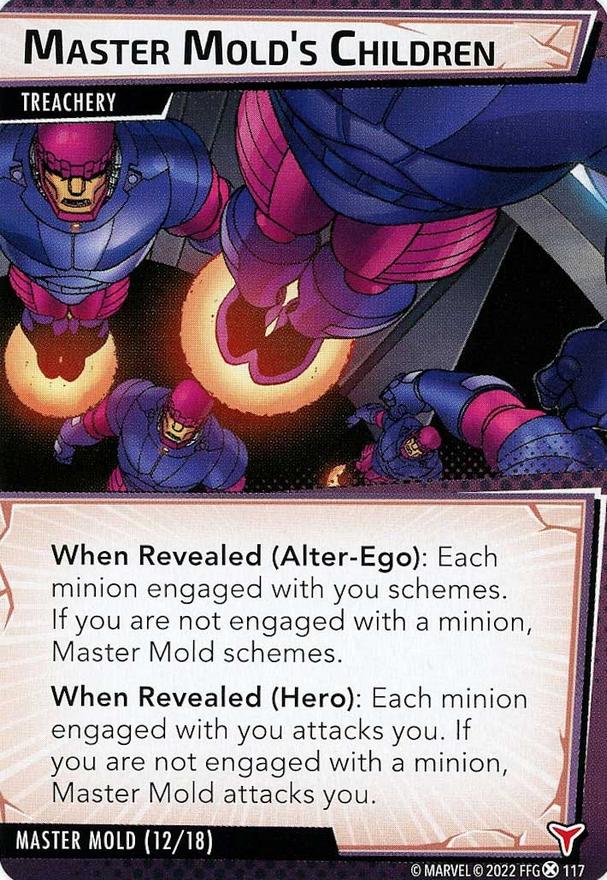 MASTER MOLD'S CHILDREN
TREACHERY
When Revealed (Alter-Ego): Each
minion engaged with you schemes.
If you are not engaged with a minion,
Master Mold schemes.
When Revealed (Hero): Each minion
engaged with you attacks you. If
you are not engaged with a minion,
Master Mold attacks you.
MASTER MOLD (12/18)
© MARVEL © 2022 FFG 117